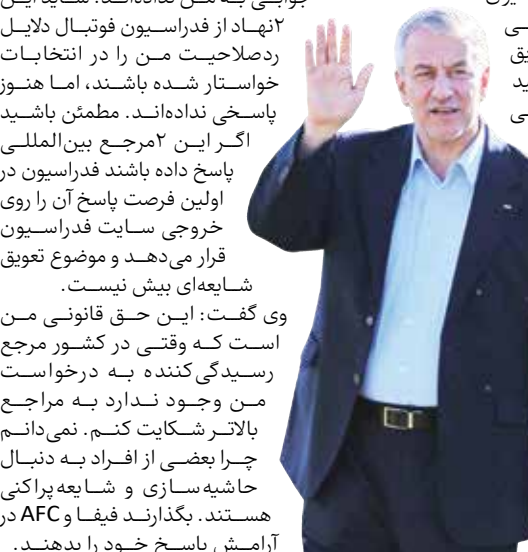 جوابی به من نداده‌اند. شاید این
۲نهاد از فدراسیون فوتبال دلایل
ردصلاحیت من را در انتخابات
خواستار شده باشند، اما هنوز
پاسخی نداده‌اند. مطمئن باشید
اگر این ۲مرجع بین‌المللی
پاسخ داده باشند فدراسیون در
اولین فرصت پاسخ آن را روی
خروجی سایت فدراسیون
قرار می‌دهد و موضوع تعویق
شایعه‌ای بیش نیست.
وی گفت: این حق قانونی من
است که وقتی در کشور مرجع
رسیدگی‌کننده به درخواست
من وجود ندارد به مراجع
بالاتر شکایت کنم. نمی‌دانم
چرا بعضی از افراد به دنبال
حاشیه‌سازی و شایعه‌پراکنی
هستند. بگذارند فیفا و AFC در
آرامش پاسخ خود را بدهند.